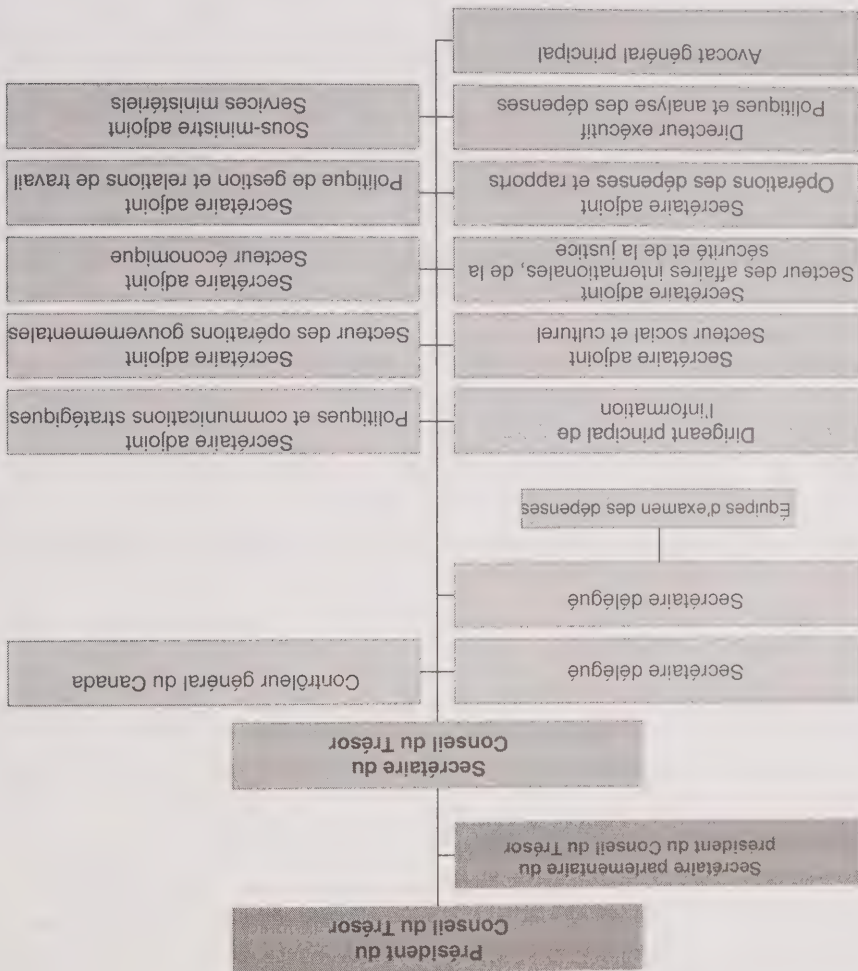 Président du
Conseil du Trésor
Secrétaire parlementaire du
président du Conseil du Trésor
Secrétaire du
Conseil du Trésor
Secrétaire délégué
Contrôleur général du Canada
Secrétaire délégué
Équipes d'examen des dépenses
Dirigeant principal de
l'information
Secrétaire adjoint
Politiques et communications stratégiques
Secrétaire adjoint
Secteur social et culturel
Secrétaire adjoint
Secteur des opérations gouvernementales
Secrétaire adjoint
Secteur des affaires internationales, de la
sécurité et de la justice
Secrétaire adjoint
Secteur économique
Secrétaire adjoint
Opérations des dépenses et rapports
Secrétaire adjoint
Politique de gestion et relations de travail
Directeur exécutif
Politiques et analyse des dépenses
Sous-ministre adjoint
Services ministériels
Avocat général principal